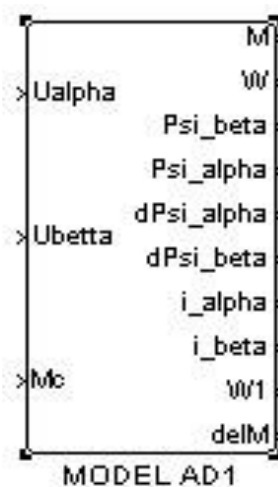 M
Ualpha
W
Psi_beta
Psi_alpha
dPsi_alpha
Ubetta
dPsi_beta
i_alpha
i_beta
Mc
W1
delM
MODEL AD1